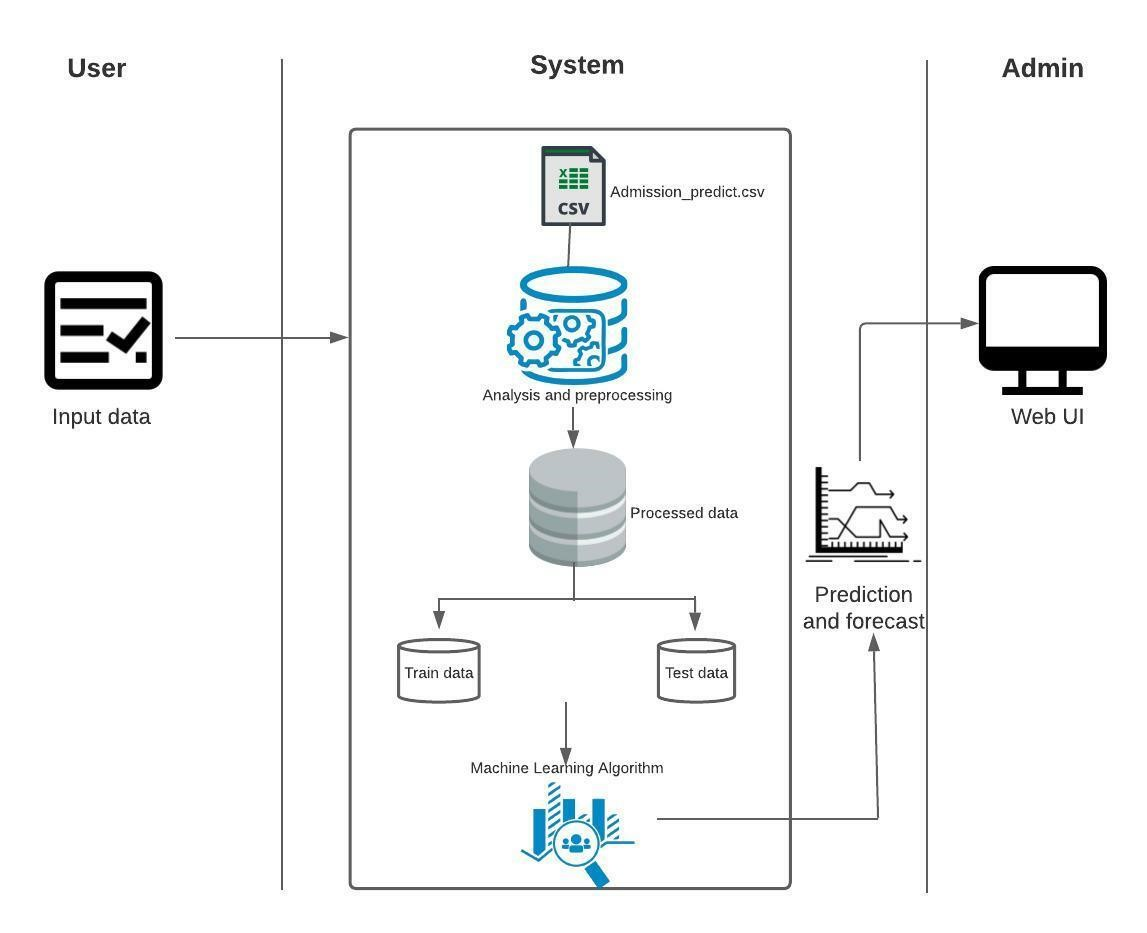 User
System
Admin
X
CSV
Admission_predict.csv
Input data
Analysis and preprocessing
Web UI
Processed data
Prediction
and forecast
Train data
Test data
Machine Learning Algorithm